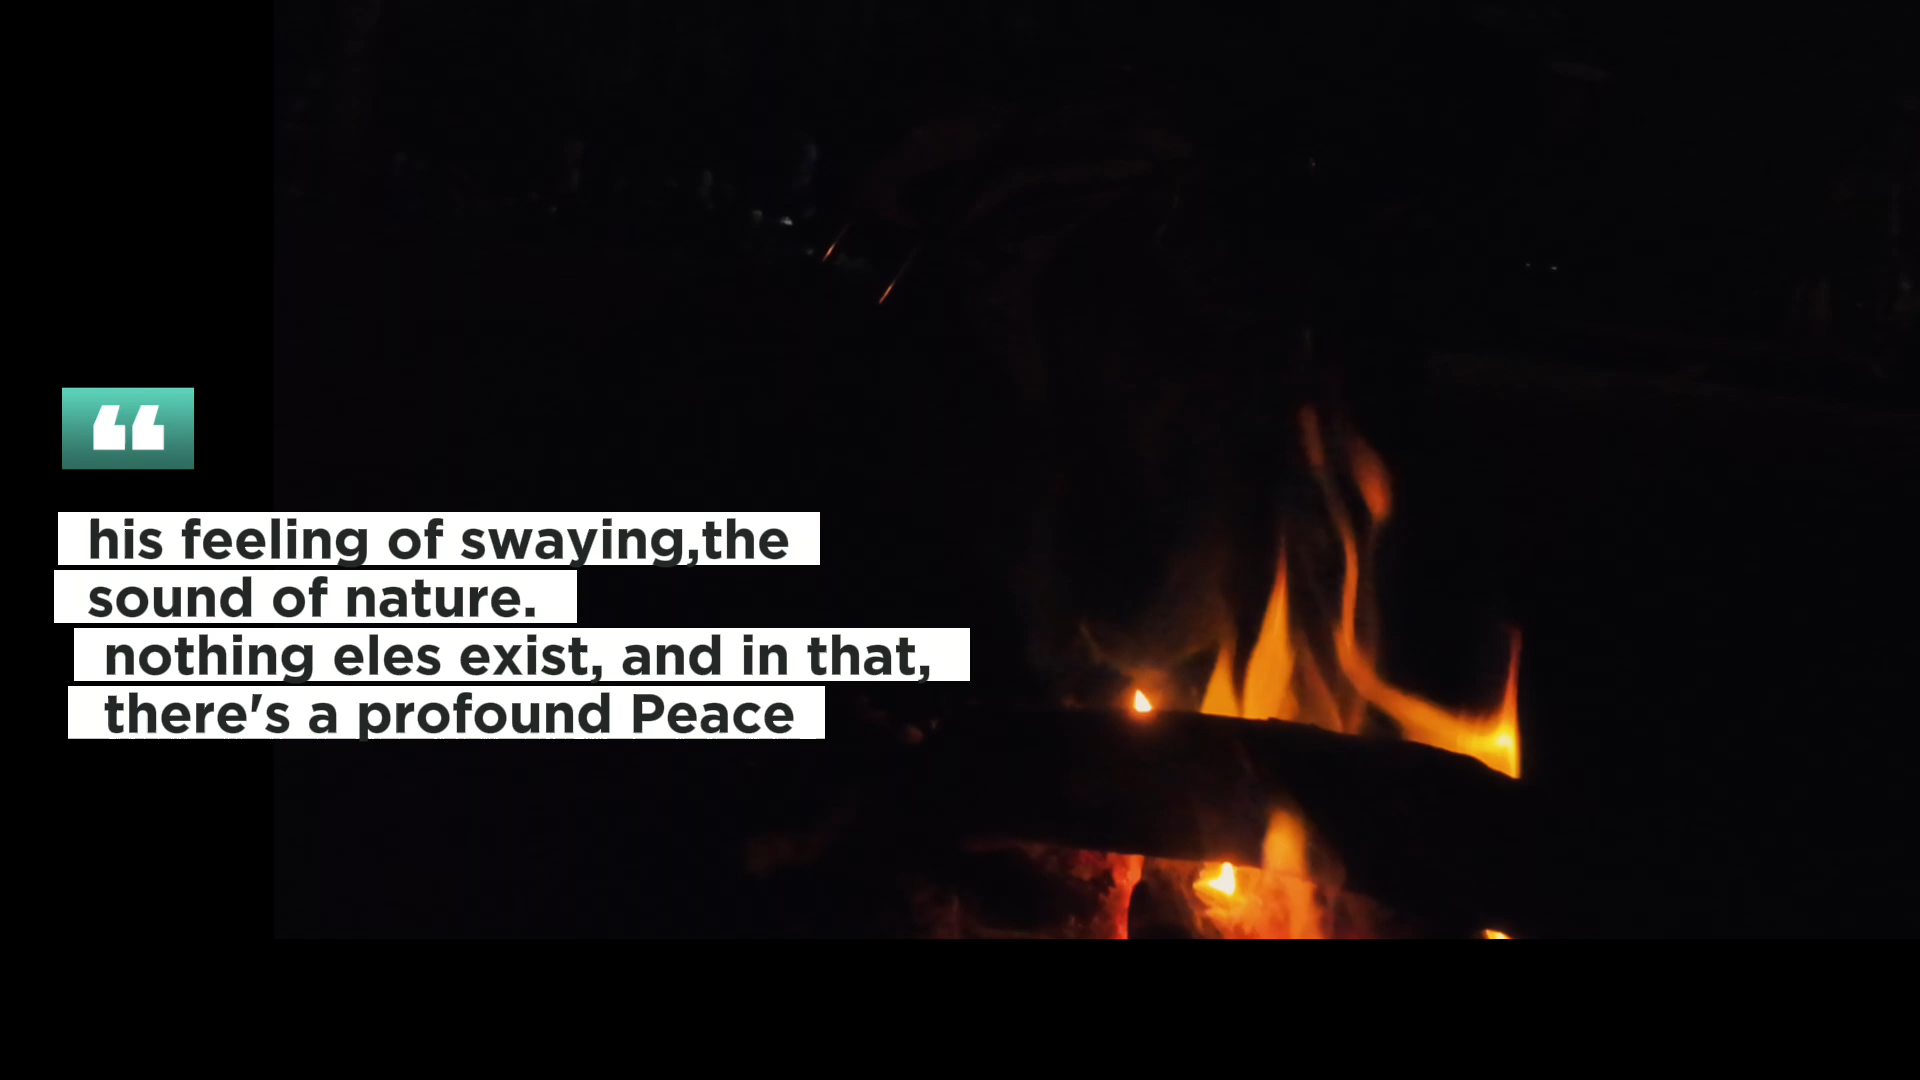 “
his feeling of swaying,the
sound of nature.
nothing eles exist, and in that,
there's a profound Peace